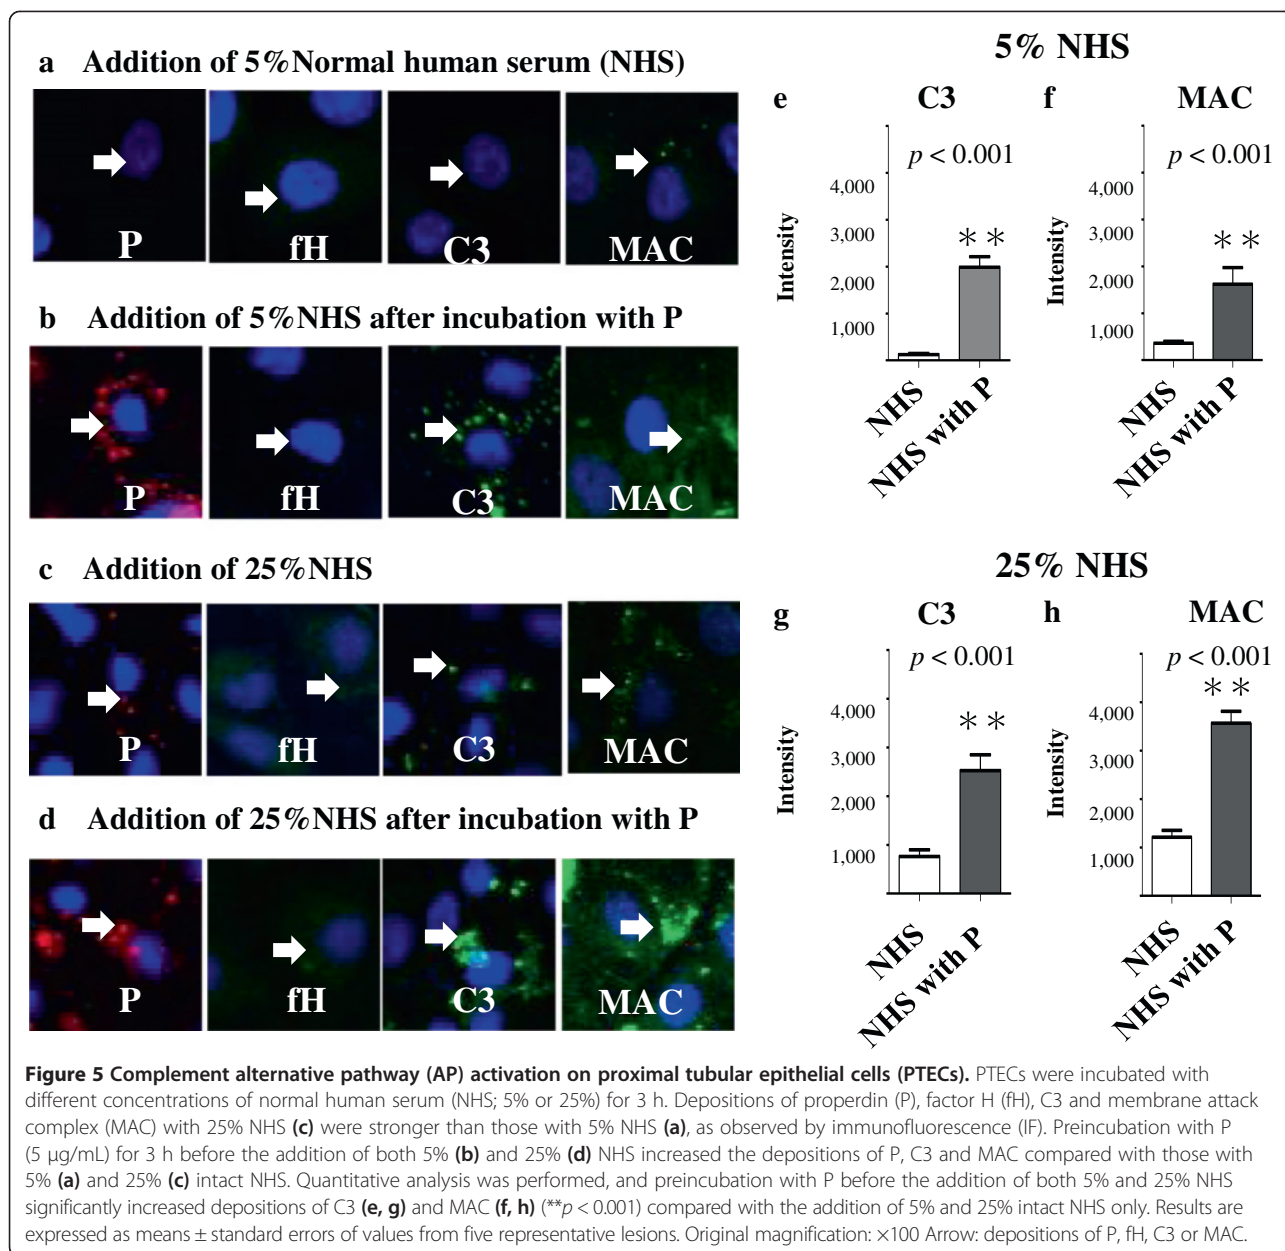 a Addition of 5%Normal human serum (NHS)
P fH C3 MAC
b Addition of 5%NHS after incubation with P
P fH C3 MAC
c Addition of 25%NHS
P fH C3 MAC
d Addition of 25%NHS after incubation with P
P fH C3 MAC
5% NHS
e C3
p < 0.001
4,000
3,000
2,000
1,000
Intensity
**
NHS
NHS with P
f MAC
p < 0.001
4,000
3,000
2,000
1,000
Intensity
**
NHS
NHS with P
25% NHS
g C3
p < 0.001
4,000
3,000
2,000
1,000
Intensity
**
NHS
NHS with P
h MAC
p < 0.001
**
4,000
3,000
2,000
1,000
Intensity
NHS
NHS with P
Figure 5 Complement alternative pathway (AP) activation on proximal tubular epithelial cells (PTECs). PTECs were incubated with
different concentrations of normal human serum (NHS; 5% or 25%) for 3 h. Depositions of properdin (P), factor H (fH), C3 and membrane attack
complex (MAC) with 25% NHS (c) were stronger than those with 5% NHS (a), as observed by immunofluorescence (IF). Preincubation with P
(5 μg/mL) for 3 h before the addition of both 5% (b) and 25% (d) NHS increased the depositions of P, C3 and MAC compared with those with
5% (a) and 25% (c) intact NHS. Quantitative analysis was performed, and preincubation with P before the addition of both 5% and 25% NHS
significantly increased depositions of C3 (e, g) and MAC (f, h) (**p < 0.001) compared with the addition of 5% and 25% intact NHS only. Results are
expressed as means ± standard errors of values from five representative lesions. Original magnification: ×100 Arrow: depositions of P, fH, C3 or MAC.